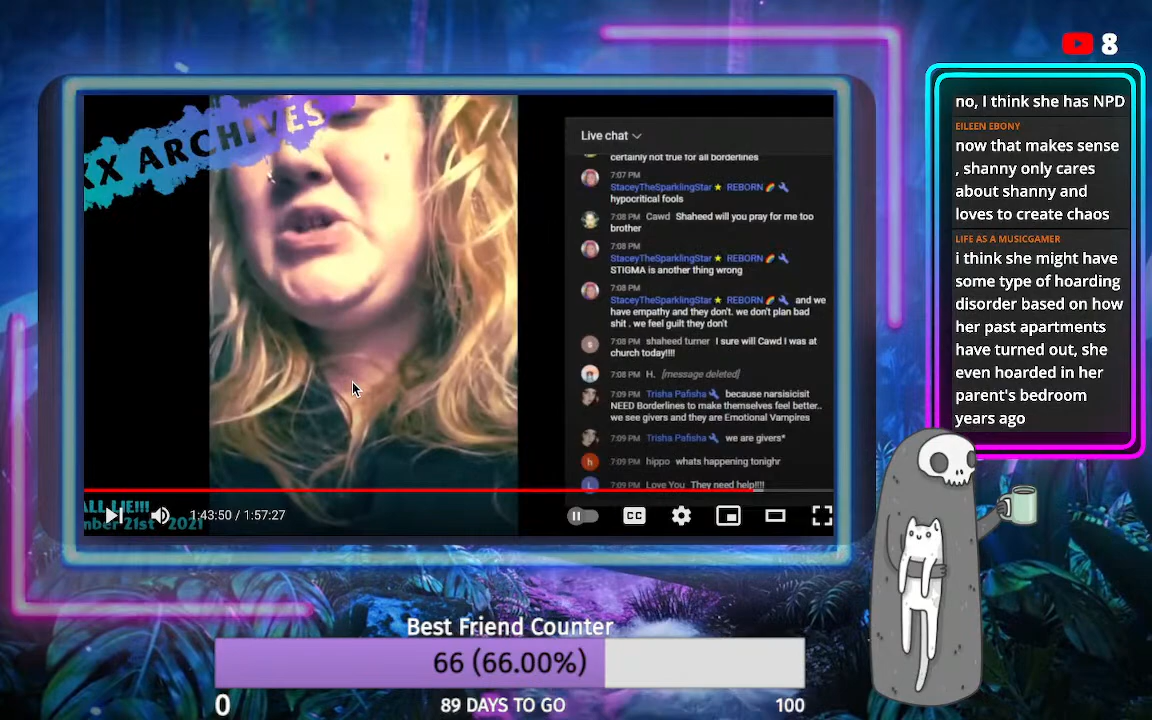 8
XX ARCHIVES
Live chat
certainly not true for all borderlines
7:07 PM
StaceyTheSparklingStar REBORN
hypocritical fools
7:08 PM Cawd Shaheed will you pray for me too
brother
7:08 PM
StaceyTheSparklingStar REBORN
STIGMA is another thing wrong
7:08 PM
StaceyTheSparklingStar REBORN and we
have empathy and they don't. we don't plan bad
shit . we feel guilt they don't
7:08 PM shaheed turner I sure will Cawd I was at
church today!!!!
7:08 PM H. [message deleted]
7:09 PM Trisha Pafisha because narsisicisit
NEED Borderlines to make themselves feel better..
we see givers and they are Emotional Vampires
7:09 PM Trisha Pafisha we are givers*
7:09 PM hippo whats happening tonighr
7:09 PM Love You They need help!!!!
ALL LIE!!!
mber 21st 2021
1:43:50 / 1:57:27
CC
no, I think she has NPD
EILEEN EBONY
now that makes sense
, shanny only cares
about shanny and
loves to create chaos
LIFE AS A MUSICGAMER
i think she might have
some type of hoarding
disorder based on how
her past apartments
have turned out, she
even hoarded in her
parent's bedroom
years ago
Best Friend Counter
66 (66.00%)
0
89 DAYS TO GO
100